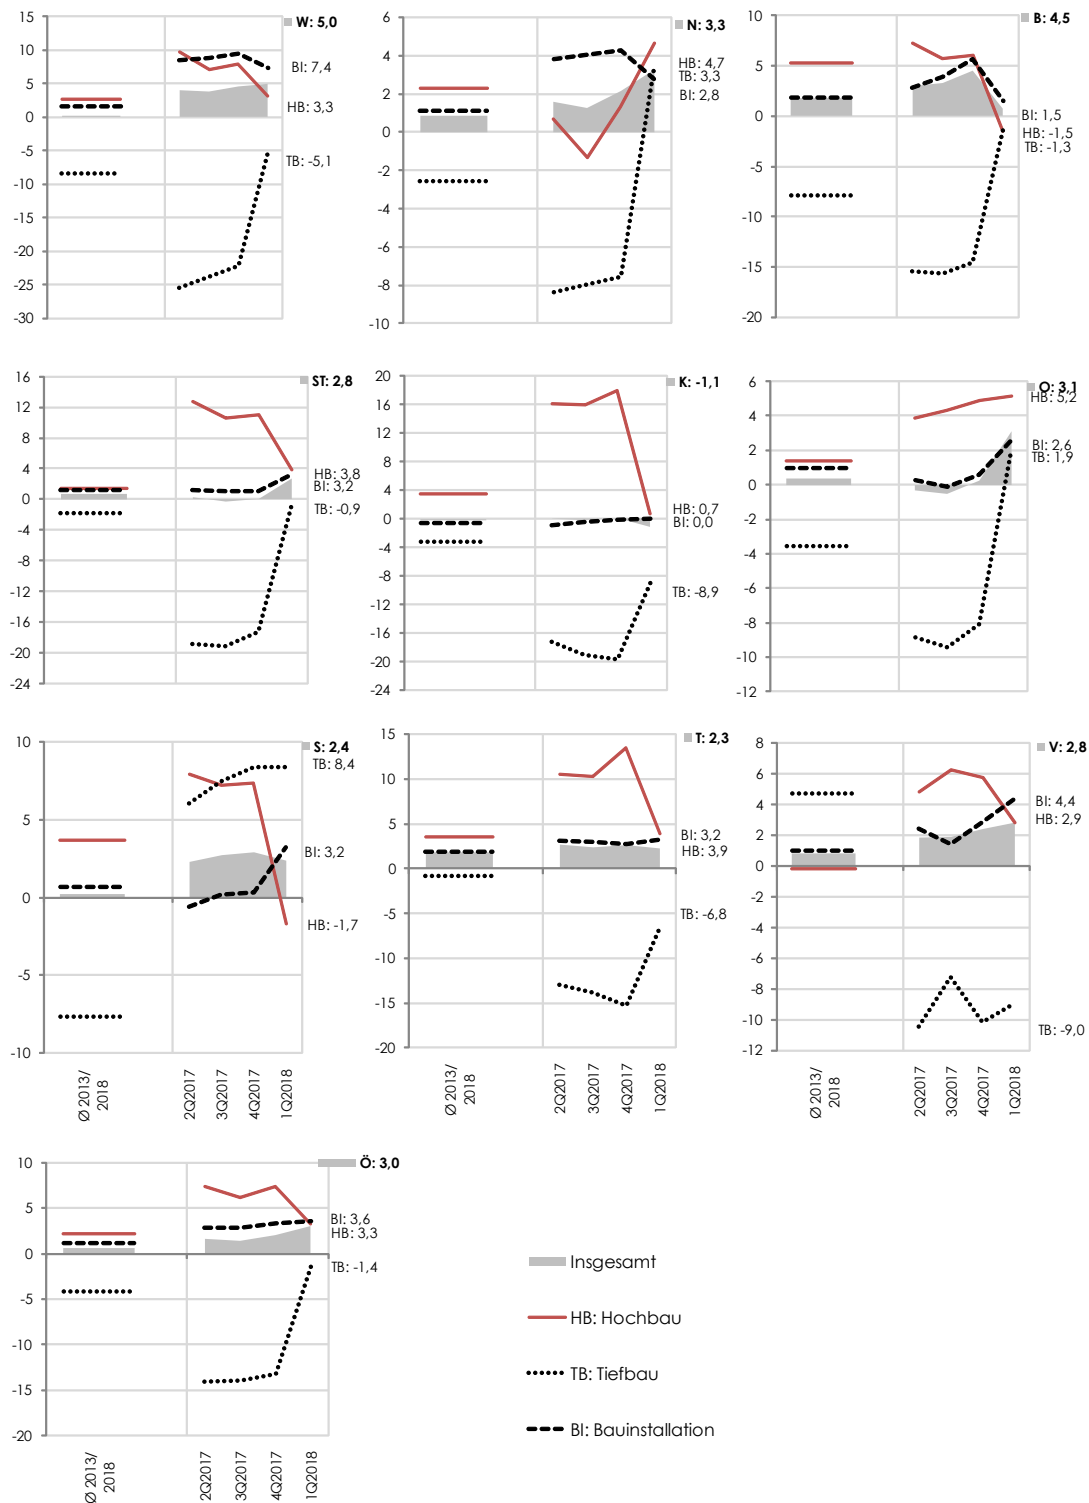 W: 5,0
15
10
5
0
-5
-10
-15
-20
-25
-30
BI: 7,4
HB: 3,3
TB: -5,1
N: 3,3
6
4
2
0
-2
-4
-6
-8
-10
HB: 4,7
TB: 3,3
BI: 2,8
B: 4,5
10
5
0
-5
-10
-15
-20
BI: 1,5
HB: -1,5
TB: -1,3
ST: 2,8
16
12
8
4
0
-4
-8
-12
-16
-20
-24
HB: 3,8
BI: 3,2
TB: -0,9
K: -1,1
20
16
12
8
4
0
-4
-8
-12
-16
-20
-24
HB: 0,7
BI: 0,0
TB: -8,9
O: 3,1
6
4
2
0
-2
-4
-6
-8
-10
-12
HB: 5,2
BI: 2,6
TB: 1,9
S: 2,4
10
5
0
-5
-10
TB: 8,4
BI: 3,2
HB: -1,7
Ø 2013/
2018
2Q2017
3Q2017
4Q2017
1Q2018
T: 2,3
15
10
5
0
-5
-10
-15
-20
BI: 3,2
HB: 3,9
TB: -6,8
Ø 2013/
2018
2Q2017
3Q2017
4Q2017
1Q2018
V: 2,8
8
6
4
2
0
-2
-4
-6
-8
-10
-12
BI: 4,4
HB: 2,9
TB: -9,0
Ø 2013/
2018
2Q2017
3Q2017
4Q2017
1Q2018
Ö: 3,0
10
5
0
-5
-10
-15
-20
BI: 3,6
HB: 3,3
TB: -1,4
Ø 2013/
2018
2Q2017
3Q2017
4Q2017
1Q2018
Insgesamt
HB: Hochbau
TB: Tiefbau
BI: Bauinstallation